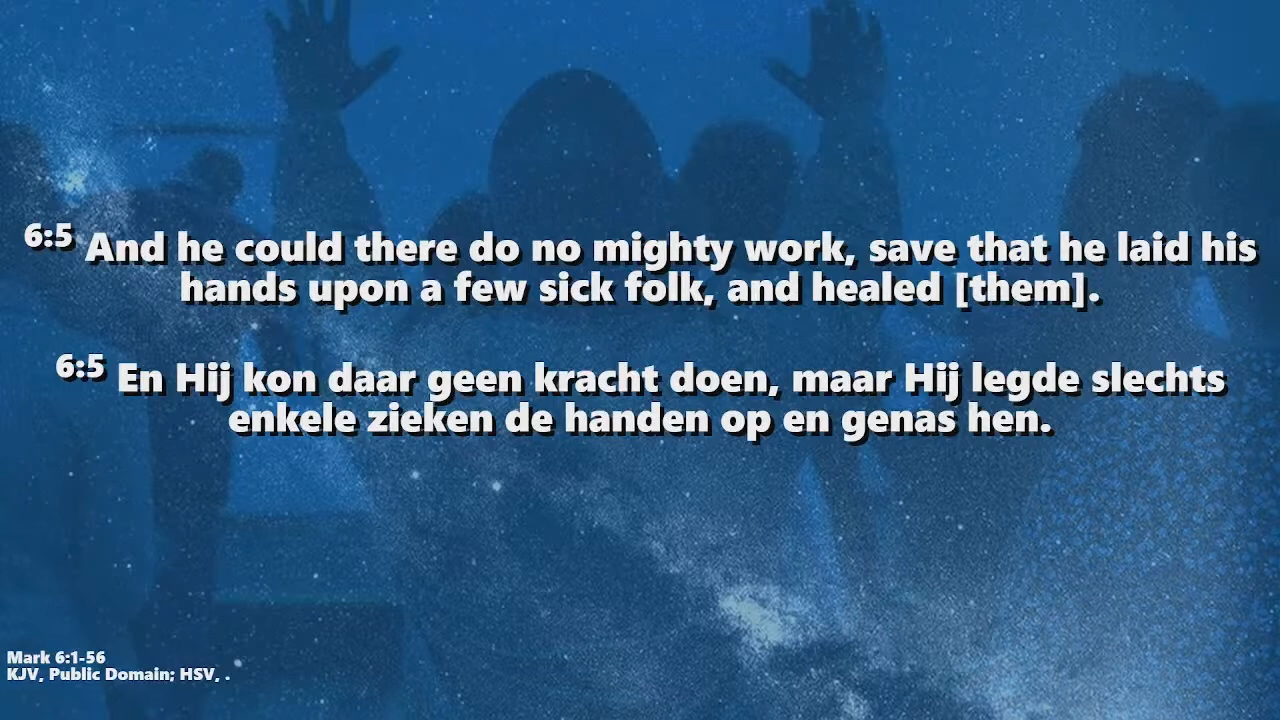 6:5 And he could there do no mighty work, save that he laid his
hands upon a few sick folk, and healed [them].
6:5 En Hij kon daar geen kracht doen, maar Hij legde slechts
enkele zieken de handen op en genas hen.
Mark 6:1-56
KJV, Public Domain; HSV, .